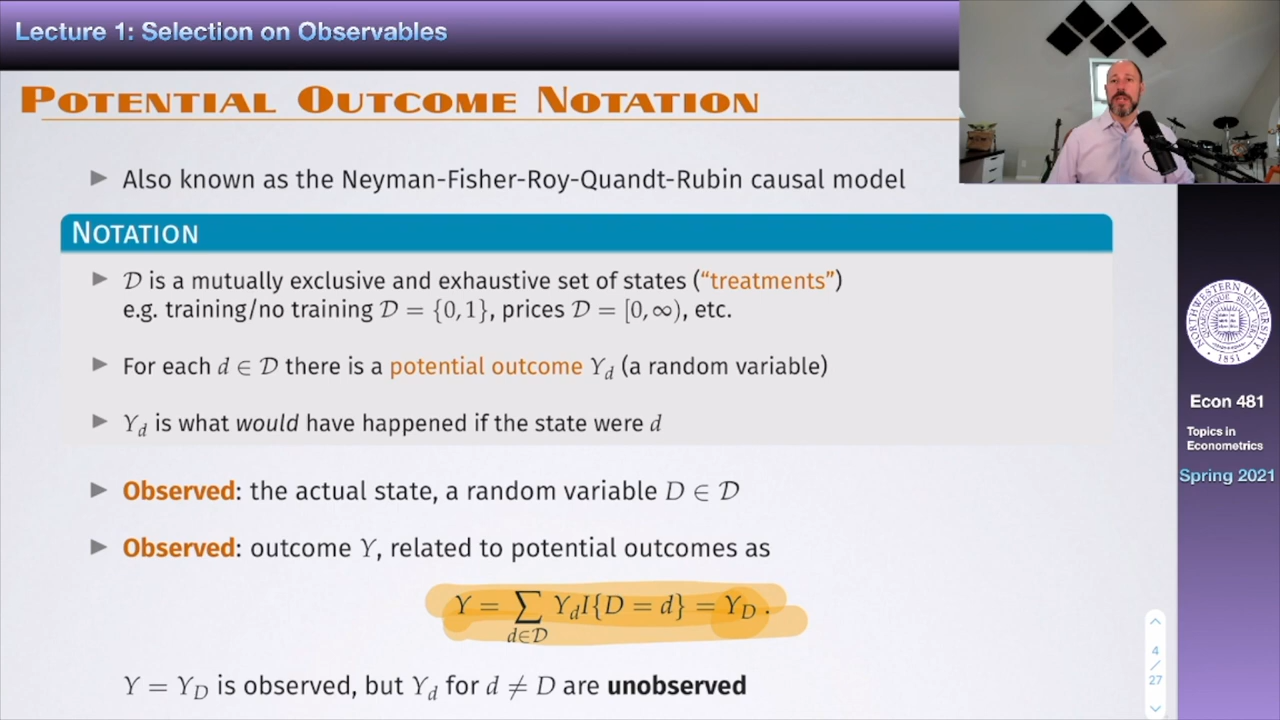 Lecture 1: Selection on Observables
POTENTIAL OUTCOME NOTATION
Also known as the Neyman-Fisher-Roy-Quandt-Rubin causal model
NOTATION
𝒟 is a mutually exclusive and exhaustive set of states (“treatments”)
e.g. training/no training 𝒟 = {0, 1}, prices 𝒟 = [0, ∞), etc.
For each d ∈ 𝒟 there is a potential outcome Y_d (a random variable)
Y_d is what would have happened if the state were d
Observed: the actual state, a random variable D ∈ 𝒟
Observed: outcome Y, related to potential outcomes as
Y = ∑_{d∈𝒟} Y_d I{D = d} = Y_D .
Y = Y_D is observed, but Y_d for d ≠ D are unobserved
NORTHWESTERN UNIVERSITY
1851
Econ 481
Topics in
Econometrics
Spring 2021
4
/
27